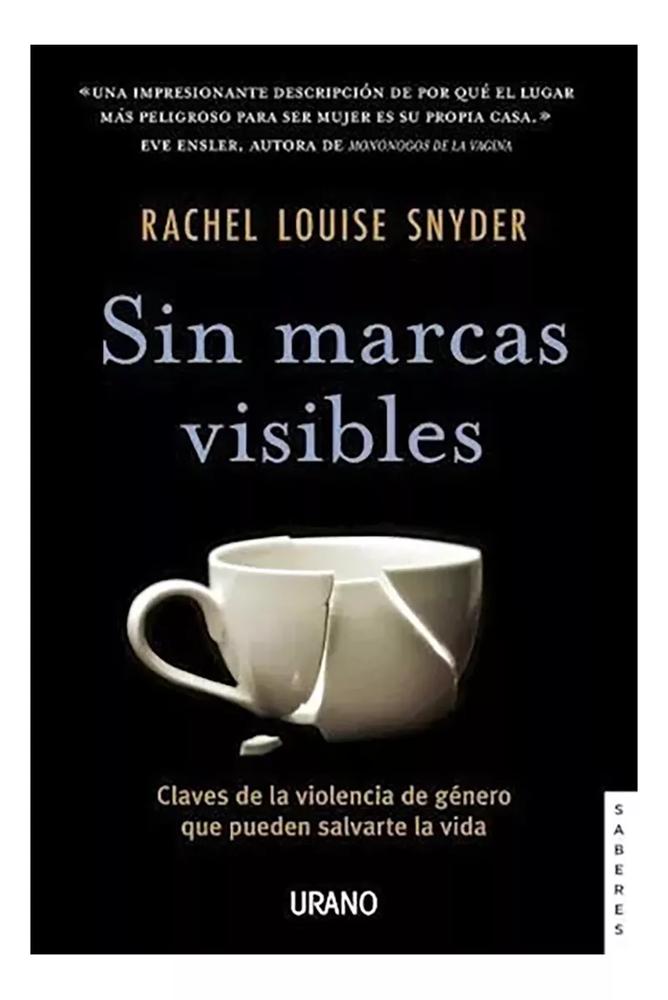 «UNA IMPRESIONANTE DESCRIPCIÓN DE POR QUÉ EL LUGAR
MÁS PELIGROSO PARA SER MUJER ES SU PROPIA CASA.»
EVE ENSLER, AUTORA DE MONÓNOGOS DE LA VAGINA
RACHEL LOUISE SNYDER
Sin marcas
visibles
Claves de la violencia de género
que pueden salvarte la vida
URANO
SABERES